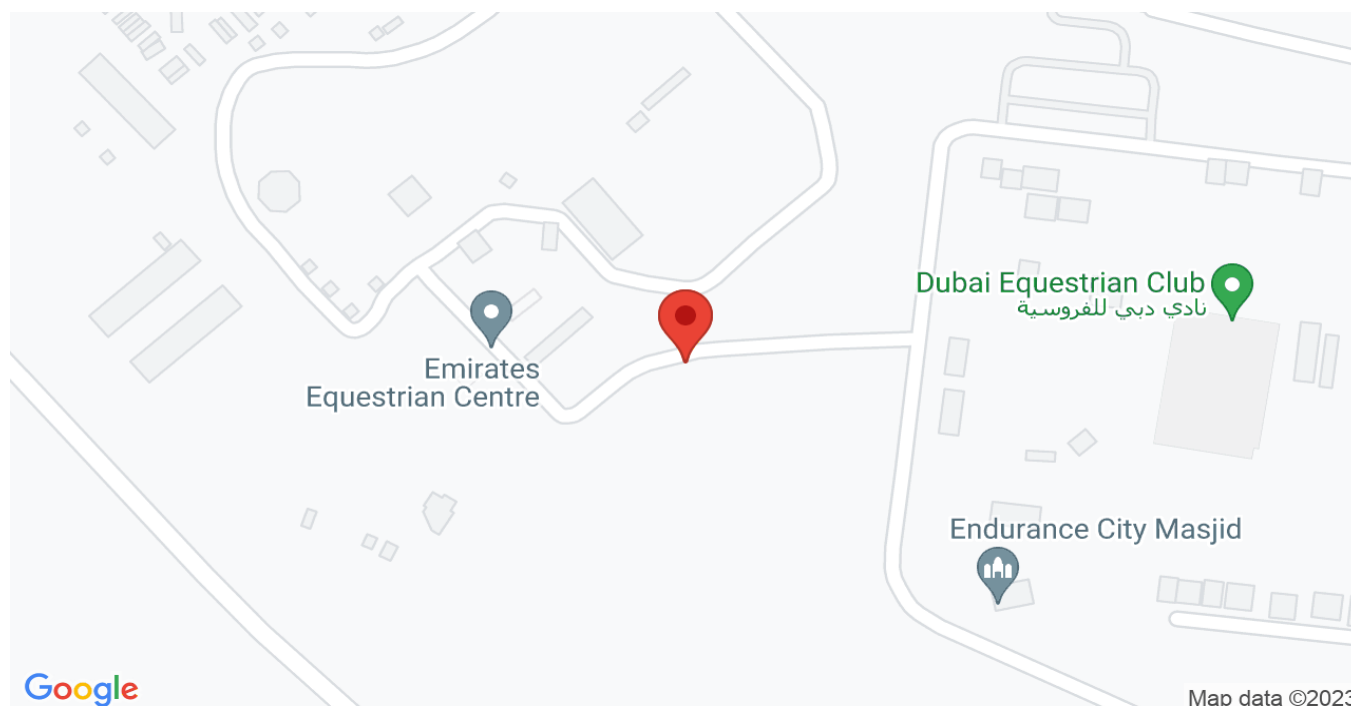 Dubai Equestrian Club
نادي دبي للفروسية
Emirates
Equestrian Centre
Endurance City Masjid
Google
Map data ©2023